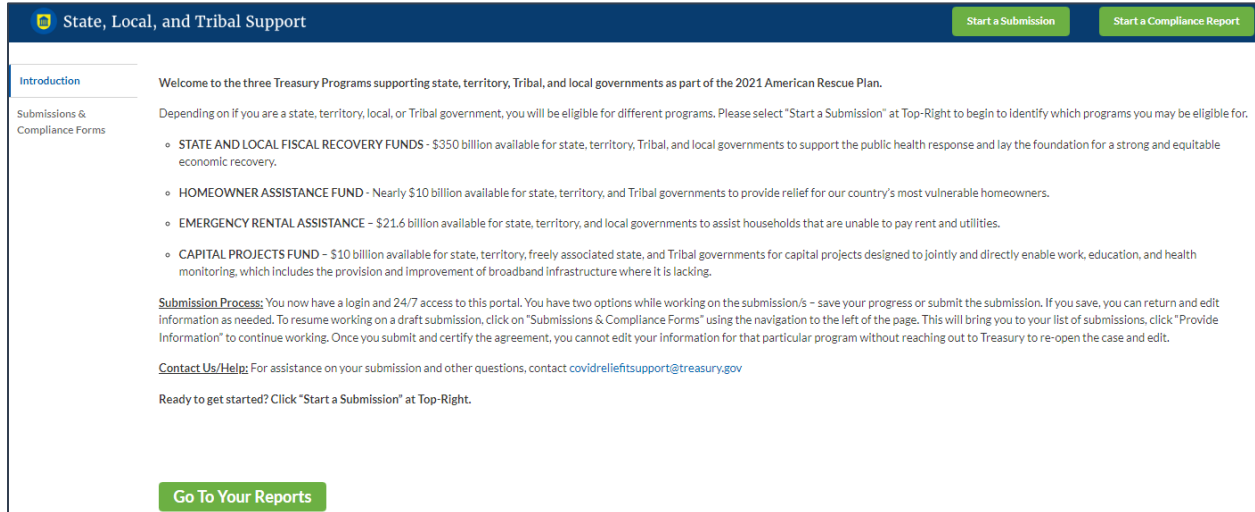 State, Local, and Tribal Support
Start a Submission
Start a Compliance Report
Introduction
Submissions &
Compliance Forms
Welcome to the three Treasury Programs supporting state, territory, Tribal, and local governments as part of the 2021 American Rescue Plan.
Depending on if you are a state, territory, local, or Tribal government, you will be eligible for different programs. Please select "Start a Submission" at Top-Right to begin to identify which programs you may be eligible for.
STATE AND LOCAL FISCAL RECOVERY FUNDS - $350 billion available for state, territory, Tribal, and local governments to support the public health response and lay the foundation for a strong and equitable
economic recovery.
HOMEOWNER ASSISTANCE FUND - Nearly $10 billion available for state, territory, and Tribal governments to provide relief for our country's most vulnerable homeowners.
EMERGENCY RENTAL ASSISTANCE – $21.6 billion available for state, territory, and local governments to assist households that are unable to pay rent and utilities.
CAPITAL PROJECTS FUND – $10 billion available for state, territory, freely associated state, and Tribal governments for capital projects designed to jointly and directly enable work, education, and health
monitoring, which includes the provision and improvement of broadband infrastructure where it is lacking.
Submission Process: You now have a login and 24/7 access to this portal. You have two options while working on the submission/s – save your progress or submit the submission. If you save, you can return and edit
information as needed. To resume working on a draft submission, click on "Submissions & Compliance Forms" using the navigation to the left of the page. This will bring you to your list of submissions, click "Provide
Information" to continue working. Once you submit and certify the agreement, you cannot edit your information for that particular program without reaching out to Treasury to re-open the case and edit.
Contact Us/Help: For assistance on your submission and other questions, contact covidreliefitsupport@treasury.gov
Ready to get started? Click "Start a Submission" at Top-Right.
Go To Your Reports